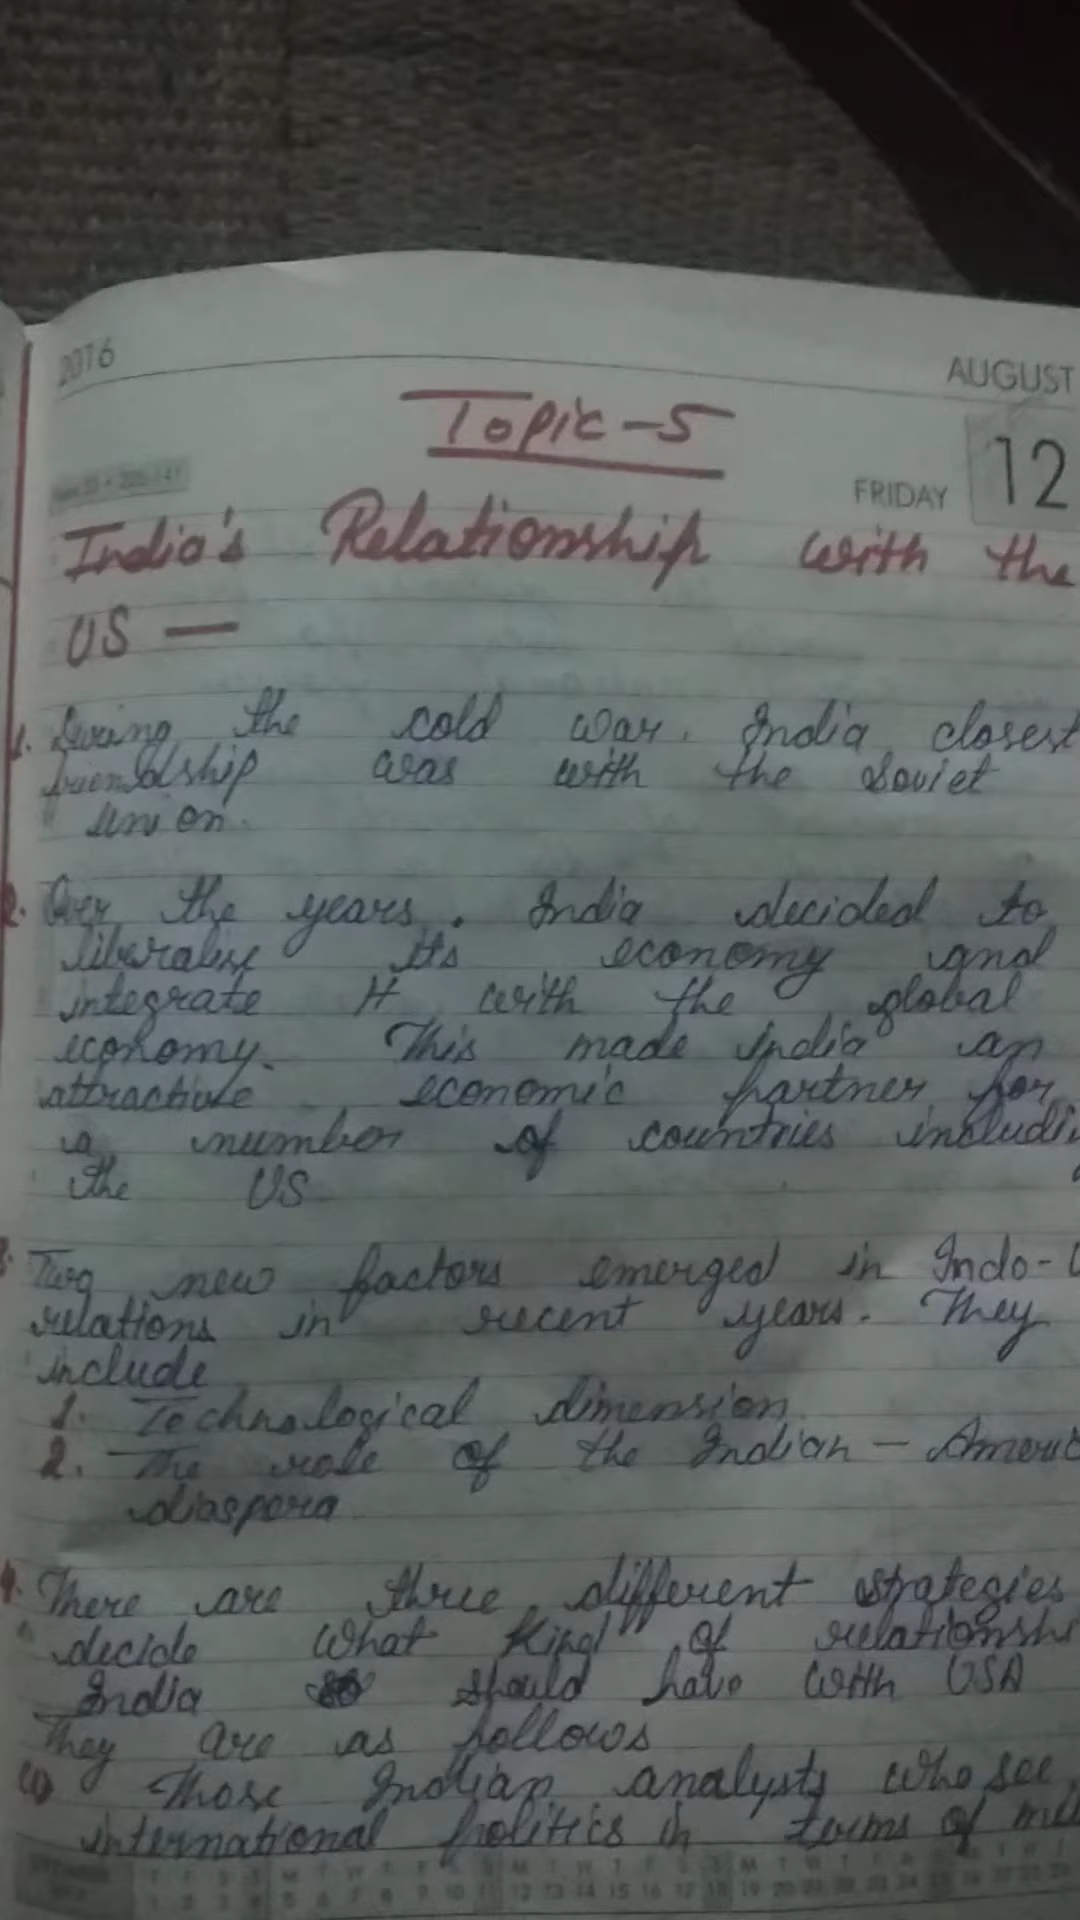 2016
AUGUST
Topic-5
FRIDAY
12
India's Relationship with the
US —
1. During the cold war. India closest
friendship was with the Soviet
union.
2. Over the years. India decided to
liberalise its economy and
integrate it with the global
economy. This made india an
attractive economic partner for
a number of countries includi
the US
3. Two new factors emerged in Indo-
relations in recent years. They
include
1. Technological dimension
2. The role of the Indian - Americ
diaspora
4. There are three different strategies
decide what kind of relationshi
India should have with USA
They are as follows
(i) Those Indian analysts who see
international politics in terms of mil